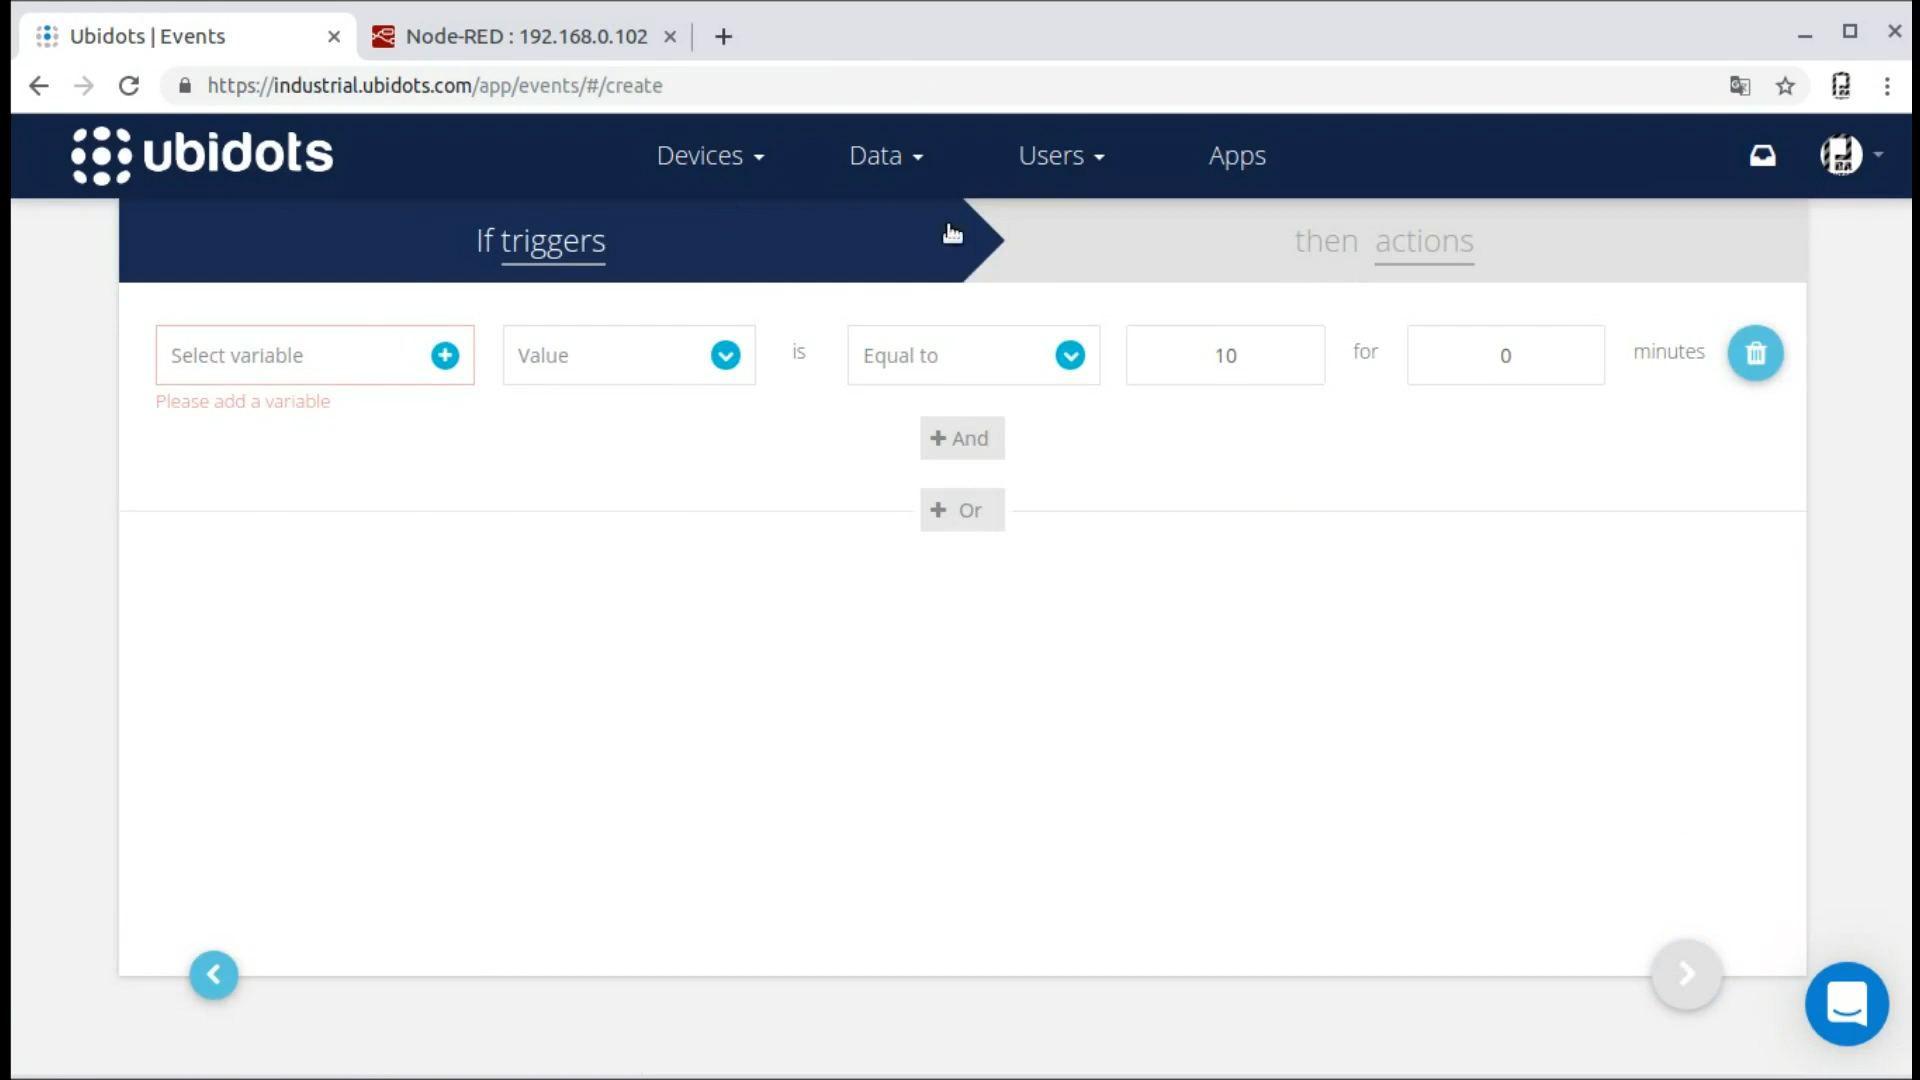 Ubidots | Events
Node-RED : 192.168.0.102
https://industrial.ubidots.com/app/events/#/create
ubidots
Devices
Data
Users
Apps
If triggers
then actions
Select variable
Value
is
Equal to
10
for
0
minutes
Please add a variable
+ And
+ Or